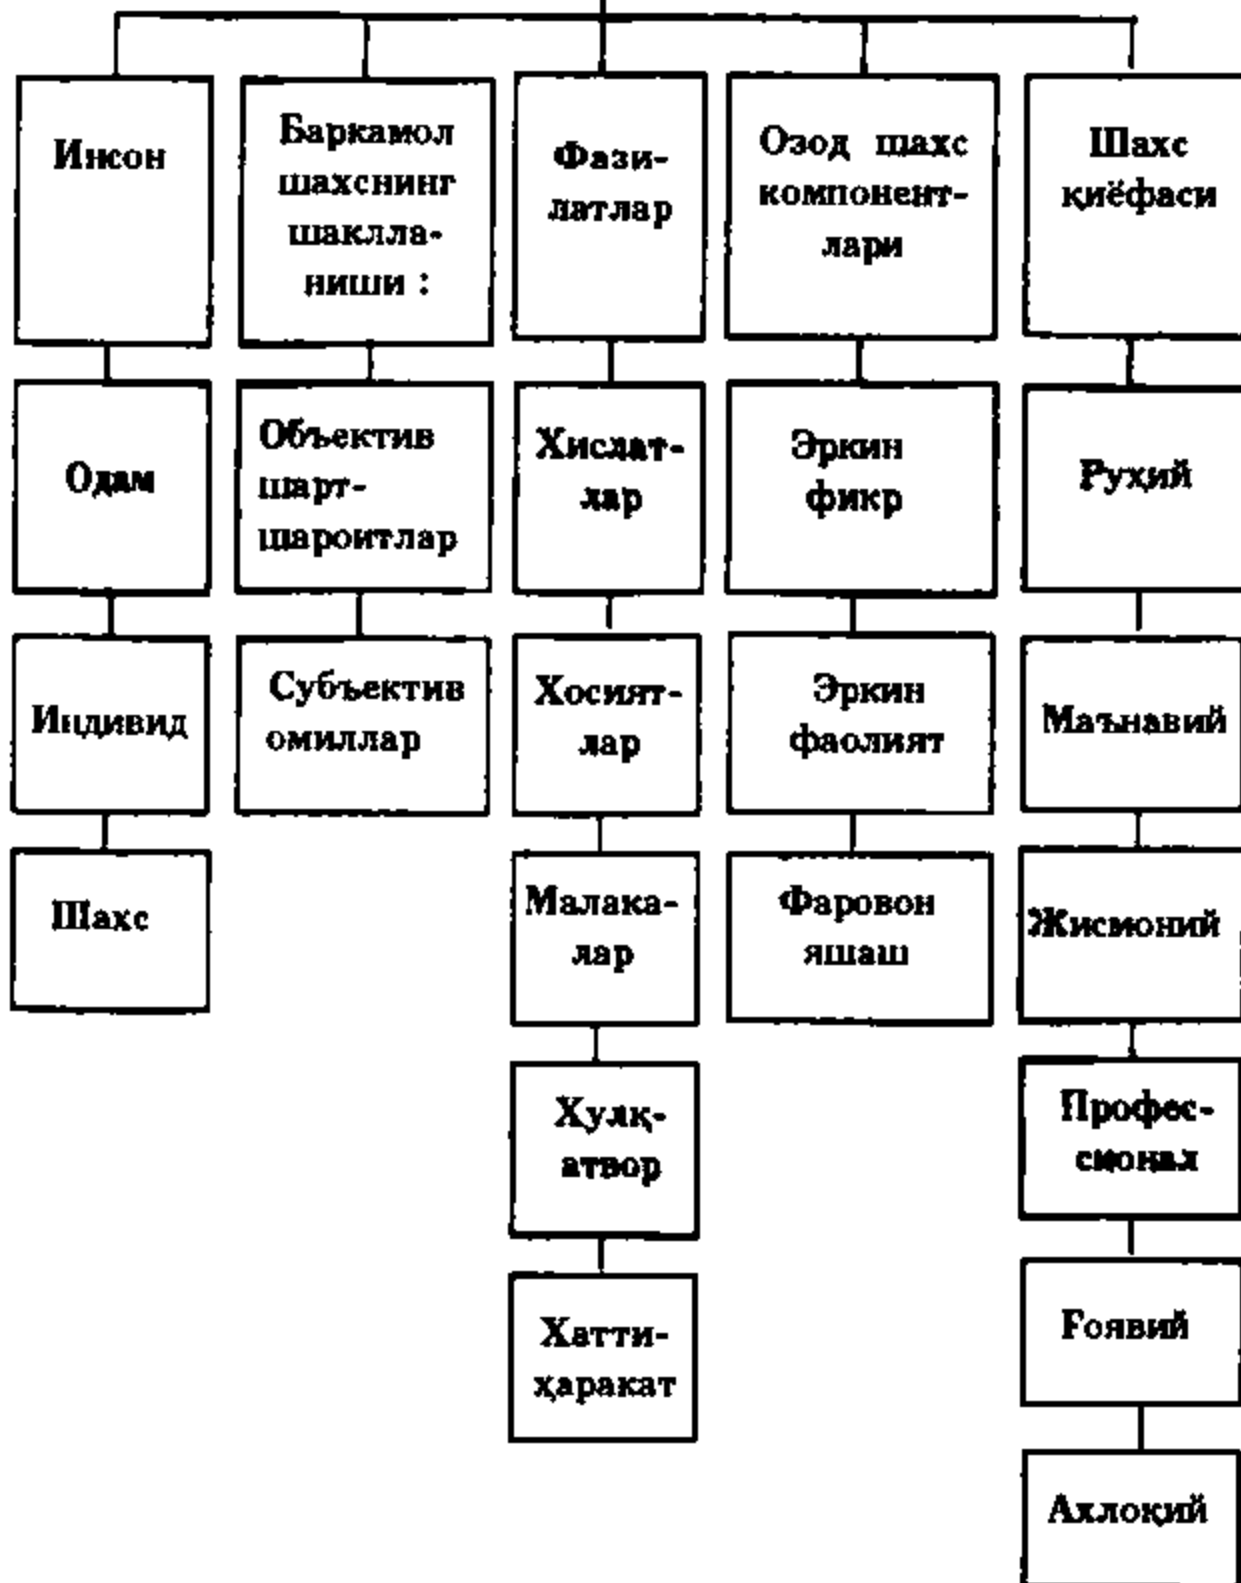 Инсон
Баркамол
шахснинг
шакллa-
ниши :
Фази-
латлар
Озод шахс
компонент-
лари
Шахс
қиёфаси
Одам
Объектив
шарт-
шароитлар
Хислат-
лар
Эркин
фикр
Руҳий
Индивид
Субъектив
омиллар
Хосият-
лар
Эркин
фаолият
Маънавий
Шахс
Малака-
лар
Фаровон
яшаш
Жисмоний
Хулқ-
атвор
Профес-
сионал
Хатти-
ҳаракат
Ғоявий
Ахлоқий